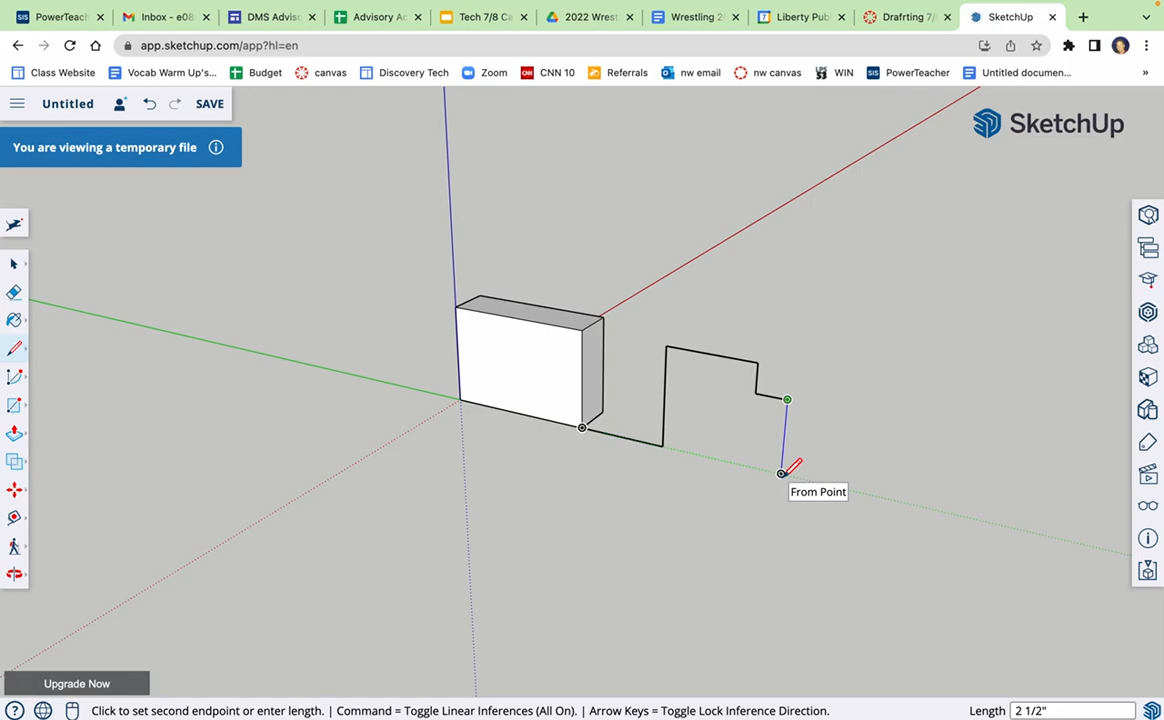 PowerTeach
Inbox - e08
DMS Adviso
Advisory Ac
Tech 7/8 Ca
2022 Wrest
Wrestling 2
Liberty Pub
Drafrting 7/
SketchUp
app.sketchup.com/app?hl=en
Class Website
Vocab Warm Up's...
Budget
canvas
Discovery Tech
Zoom
CNN 10
Referrals
nw email
nw canvas
WIN
PowerTeacher
Untitled documen...
»
Untitled
SAVE
SketchUp
You are viewing a temporary file
From Point
Upgrade Now
Click to set second endpoint or enter length. | Command = Toggle Linear Inferences (All On). | Arrow Keys = Toggle Lock Inference Direction.
Length 2 1/2"